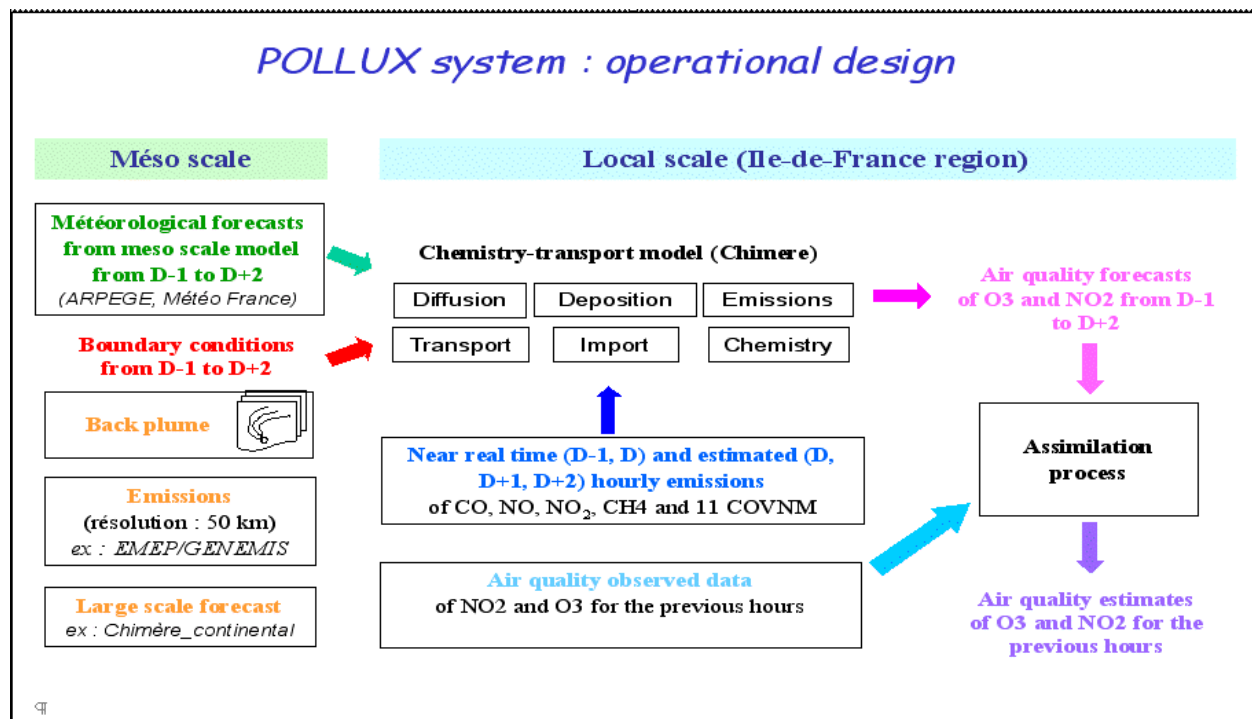 POLLUX system : operational design
Méso scale
Local scale (Ile-de-France region)
Météorological forecasts
from meso scale model
from D-1 to D+2
(ARPEGE, Météo France)
Boundary conditions
from D-1 to D+2
Back plume
Emissions
(résolution : 50 km)
ex : EMEP/GENEMIS
Large scale forecast
ex : Chimère_continental
Chemistry-transport model (Chimere)
Diffusion
Deposition
Emissions
Transport
Import
Chemistry
Near real time (D-1, D) and estimated (D,
D+1, D+2) hourly emissions
of CO, NO, NO₂, CH4 and 11 COVNM
Air quality observed data
of NO2 and O3 for the previous hours
Air quality forecasts
of O3 and NO2 from D-1
to D+2
Assimilation
process
Air quality estimates
of O3 and NO2 for the
previous hours
¶